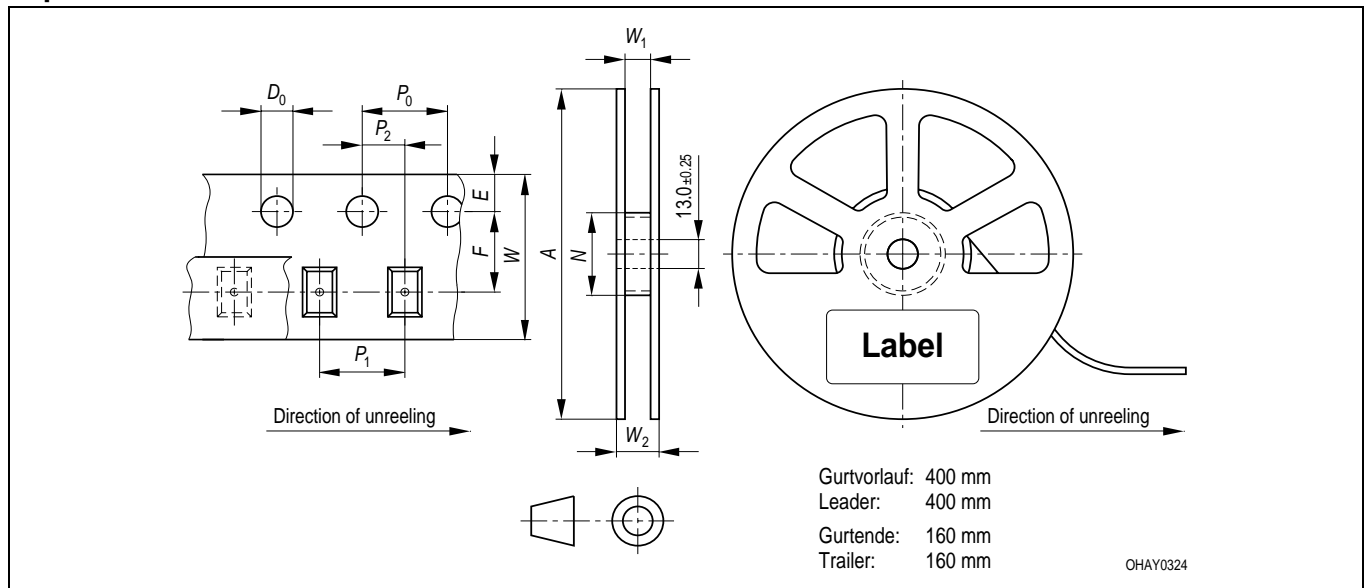 W1
D0
P0
P2
E
F
W
P1
Direction of unreeling
A
N
13.0±0.25
W2
Label
Direction of unreeling
Gurtvorlauf: 400 mm
Leader: 400 mm
Gurtende: 160 mm
Trailer: 160 mm
OHAY0324